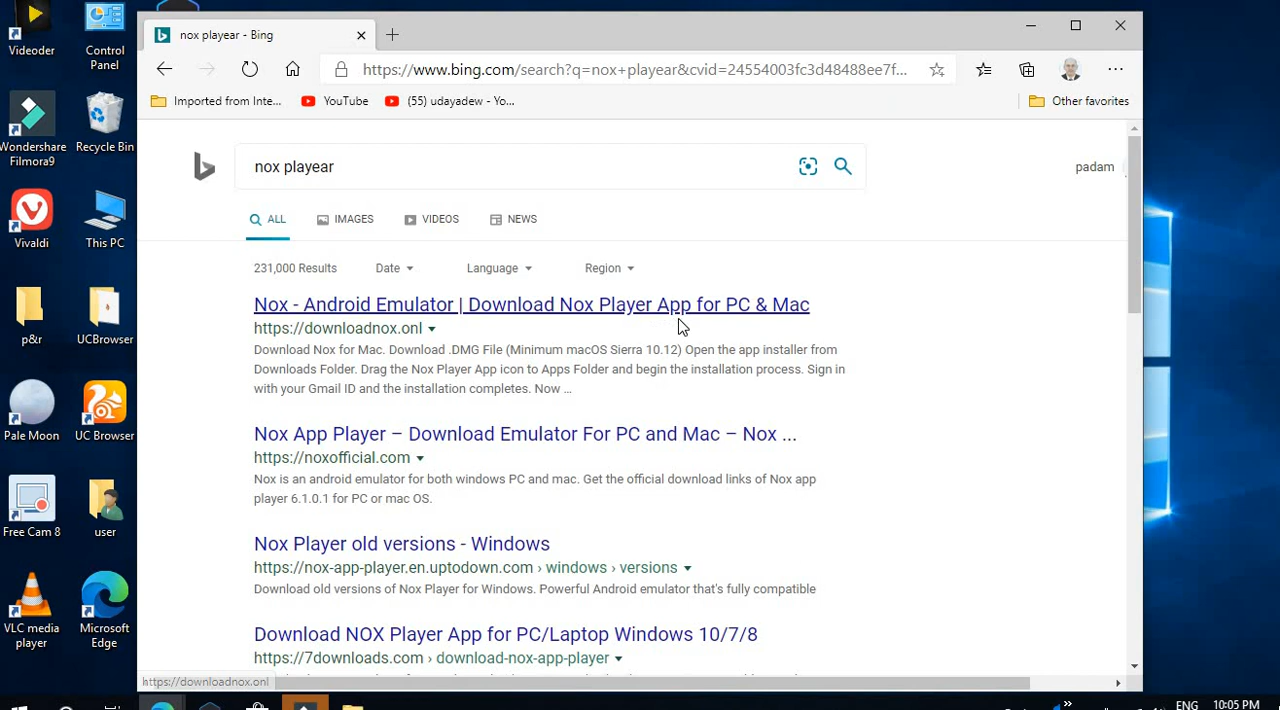 Videoder
Control Panel
Wondershare Filmora9
Recycle Bin
Vivaldi
This PC
p&r
UCBrowser
Pale Moon
UC Browser
Free Cam 8
user
VLC media player
Microsoft Edge
nox playear - Bing
https://www.bing.com/search?q=nox+playear&cvid=24554003fc3d48488ee7f...
Imported from Inte...
YouTube
(55) udayadew - Yo...
Other favorites
nox playear
padam
ALL
IMAGES
VIDEOS
NEWS
231,000 Results
Date
Language
Region
Nox - Android Emulator | Download Nox Player App for PC & Mac
https://downloadnox.onl
Download Nox for Mac. Download .DMG File (Minimum macOS Sierra 10.12) Open the app installer from
Downloads Folder. Drag the Nox Player App icon to Apps Folder and begin the installation process. Sign in
with your Gmail ID and the installation completes. Now ...
Nox App Player – Download Emulator For PC and Mac – Nox ...
https://noxofficial.com
Nox is an android emulator for both windows PC and mac. Get the official download links of Nox app
player 6.1.0.1 for PC or mac OS.
Nox Player old versions - Windows
https://nox-app-player.en.uptodown.com › windows › versions
Download old versions of Nox Player for Windows. Powerful Android emulator that's fully compatible
Download NOX Player App for PC/Laptop Windows 10/7/8
https://7downloads.com › download-nox-app-player
https://downloadnox.onl
ENG
10:05 PM